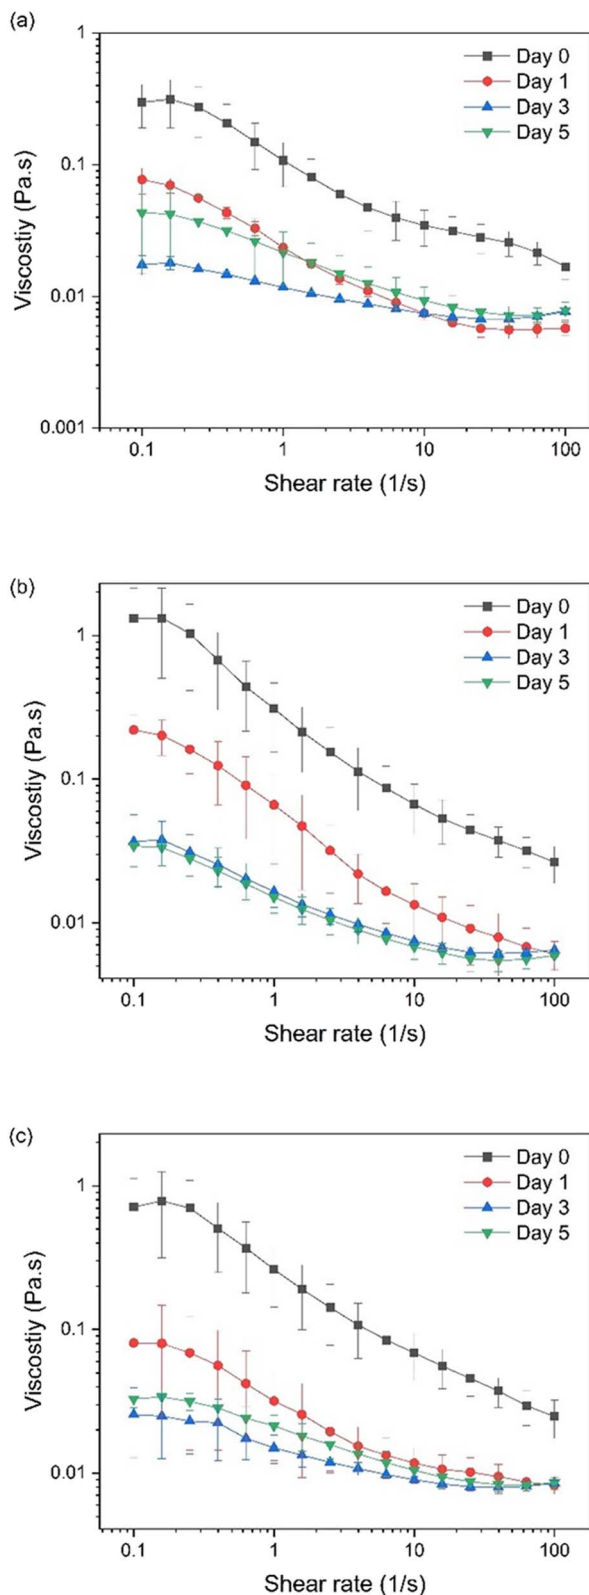 (a)
1
0.1
0.01
0.001
Viscostiy (Pa.s)
Day 0
Day 1
Day 3
Day 5
0.1 1 10 100
Shear rate (1/s)
(b)
1
0.1
0.01
Viscostiy (Pa.s)
Day 0
Day 1
Day 3
Day 5
0.1 1 10 100
Shear rate (1/s)
(c)
1
0.1
0.01
Viscostiy (Pa.s)
Day 0
Day 1
Day 3
Day 5
0.1 1 10 100
Shear rate (1/s)